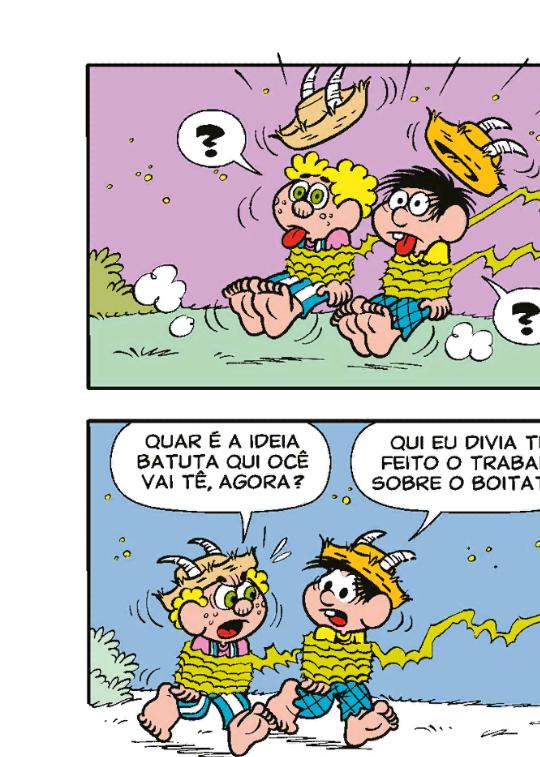 ?
?
QUAR É A IDEIA
BATUTA QUI OCÊ
VAI TÊ, AGORA?
QUI EU DIVIA
FEITO O
SOBRE O